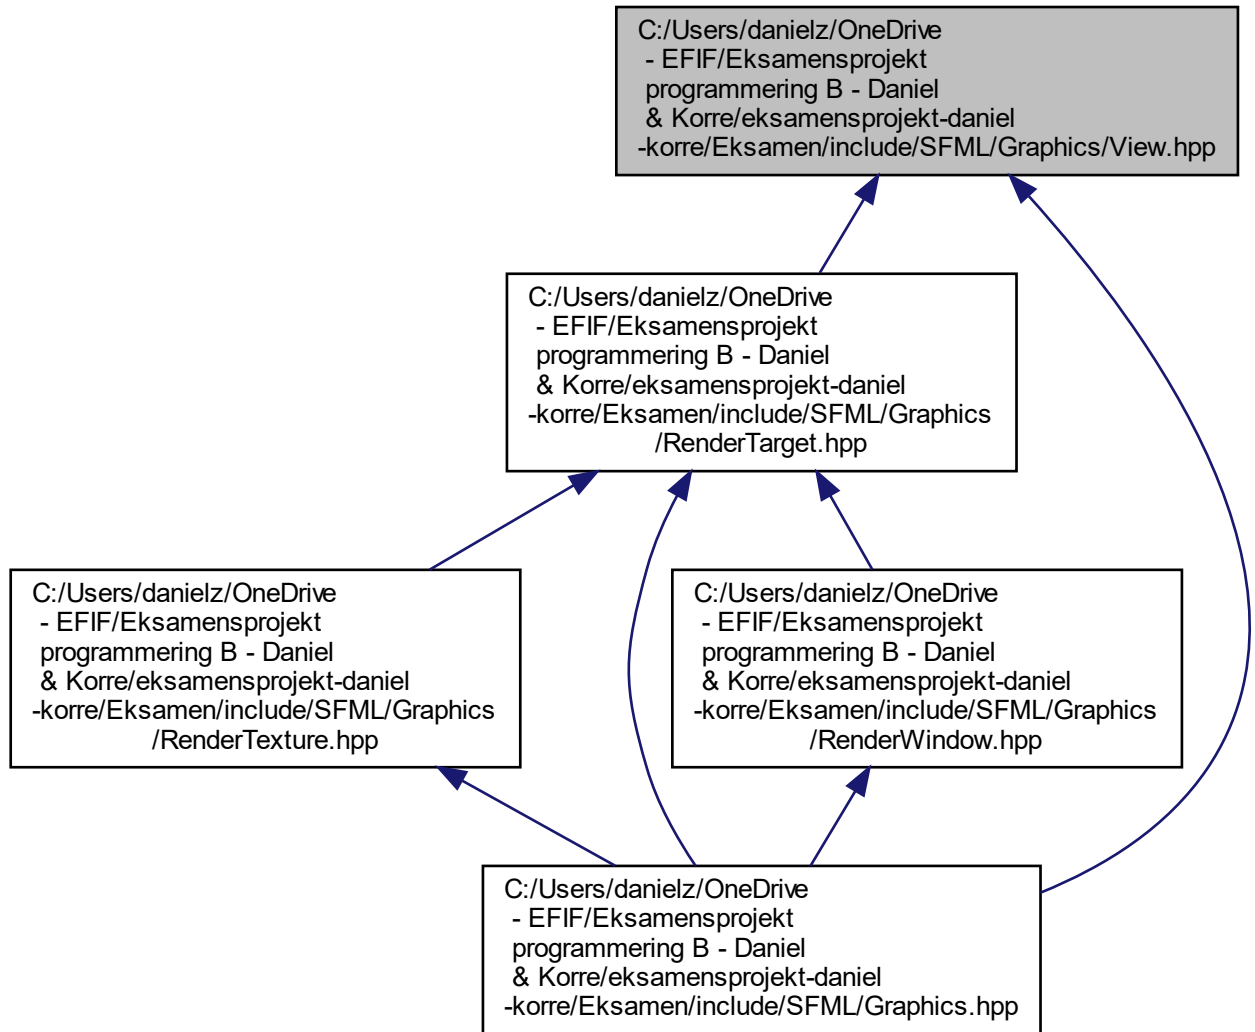 C:/Users/danielz/OneDrive
- EFIF/Eksamensprojekt
programmering B - Daniel
& Korre/eksamensprojekt-daniel
-korre/Eksamen/include/SFML/Graphics/View.hpp
C:/Users/danielz/OneDrive
- EFIF/Eksamensprojekt
programmering B - Daniel
& Korre/eksamensprojekt-daniel
-korre/Eksamen/include/SFML/Graphics
/RenderTarget.hpp
C:/Users/danielz/OneDrive
- EFIF/Eksamensprojekt
programmering B - Daniel
& Korre/eksamensprojekt-daniel
-korre/Eksamen/include/SFML/Graphics
/RenderTexture.hpp
C:/Users/danielz/OneDrive
- EFIF/Eksamensprojekt
programmering B - Daniel
& Korre/eksamensprojekt-daniel
-korre/Eksamen/include/SFML/Graphics
/RenderWindow.hpp
C:/Users/danielz/OneDrive
- EFIF/Eksamensprojekt
programmering B - Daniel
& Korre/eksamensprojekt-daniel
-korre/Eksamen/include/SFML/Graphics.hpp